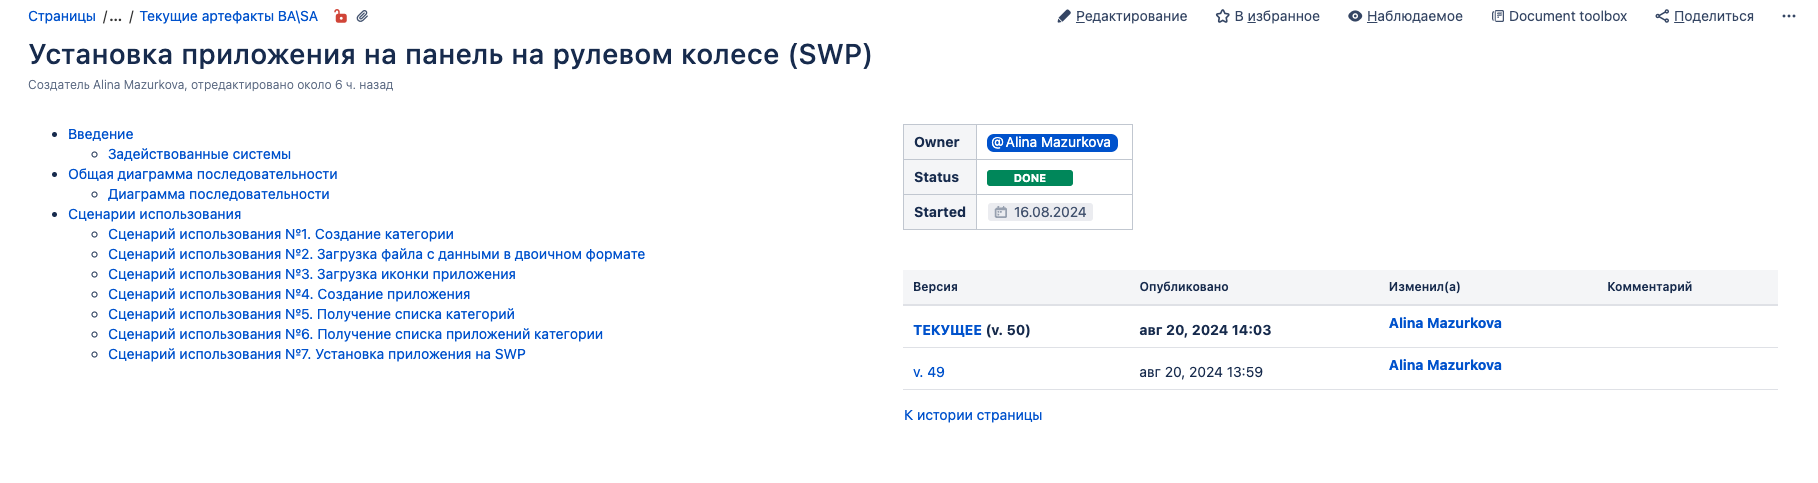 Страницы /... / Текущие артефакты BA\SA
Редактирование В избранное Наблюдаемое Document toolbox Поделиться ...
Установка приложения на панель на рулевом колесе (SWP)
Создатель Alina Mazurkova, отредактировано около 6 ч. назад
Введение
Задействованные системы
Общая диаграмма последовательности
Диаграмма последовательности
Сценарии использования
Сценарий использования №1. Создание категории
Сценарий использования №2. Загрузка файла с данными в двоичном формате
Сценарий использования №3. Загрузка иконки приложения
Сценарий использования №4. Создание приложения
Сценарий использования №5. Получение списка категорий
Сценарий использования №6. Получение списка приложений категории
Сценарий использования №7. Установка приложения на SWP
Owner @Alina Mazurkova
Status DONE
Started 16.08.2024
Версия Опубликовано Изменил(а) Комментарий
ТЕКУЩЕЕ (v. 50) авг 20, 2024 14:03 Alina Mazurkova
v. 49 авг 20, 2024 13:59 Alina Mazurkova
К истории страницы